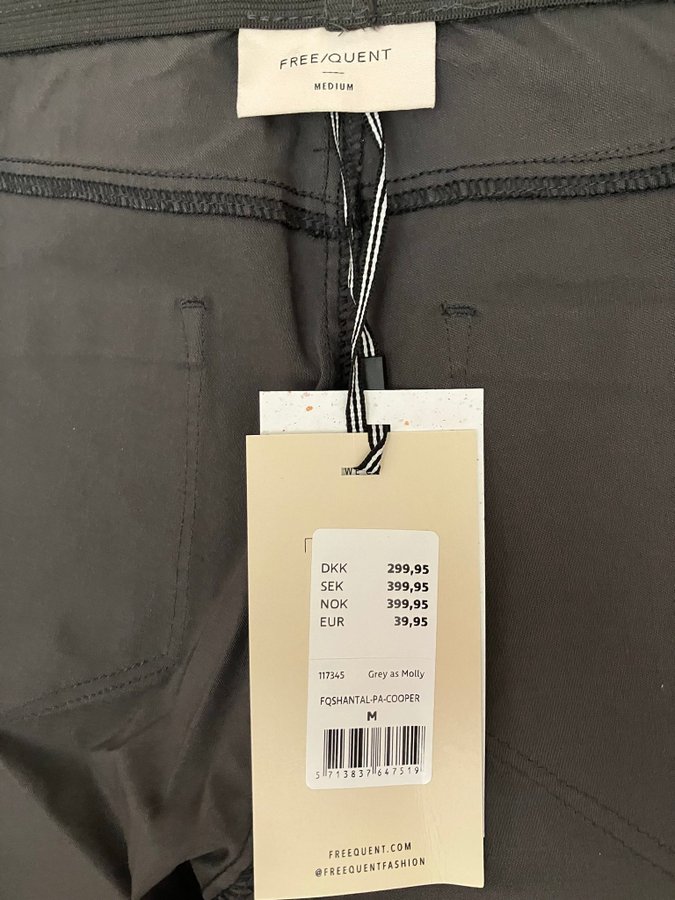 FREE/QUENT
MEDIUM
DKK 299,95
SEK 399,95
NOK 399,95
EUR 39,95
117345 Grey as Molly
FQSHANTAL-PA-COOPER
M
5 713837 647519
FREEQUENT.COM
@FREEQUENTFASHION